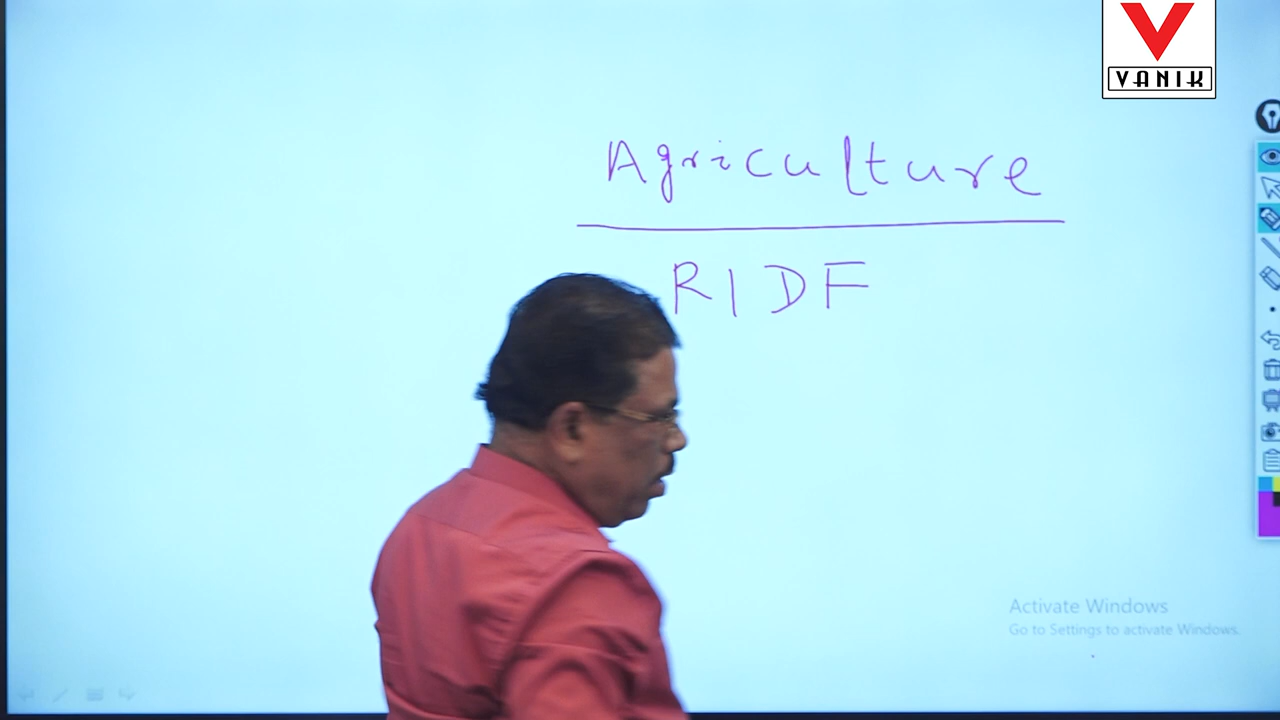 VANIK
Agriculture
RIDF
Activate Windows
Go to Settings to activate Windows.